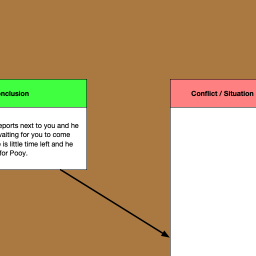 Conflict / Situation
eports next to you and he
vaiting for you to come
is little time left and he
for Pooy.